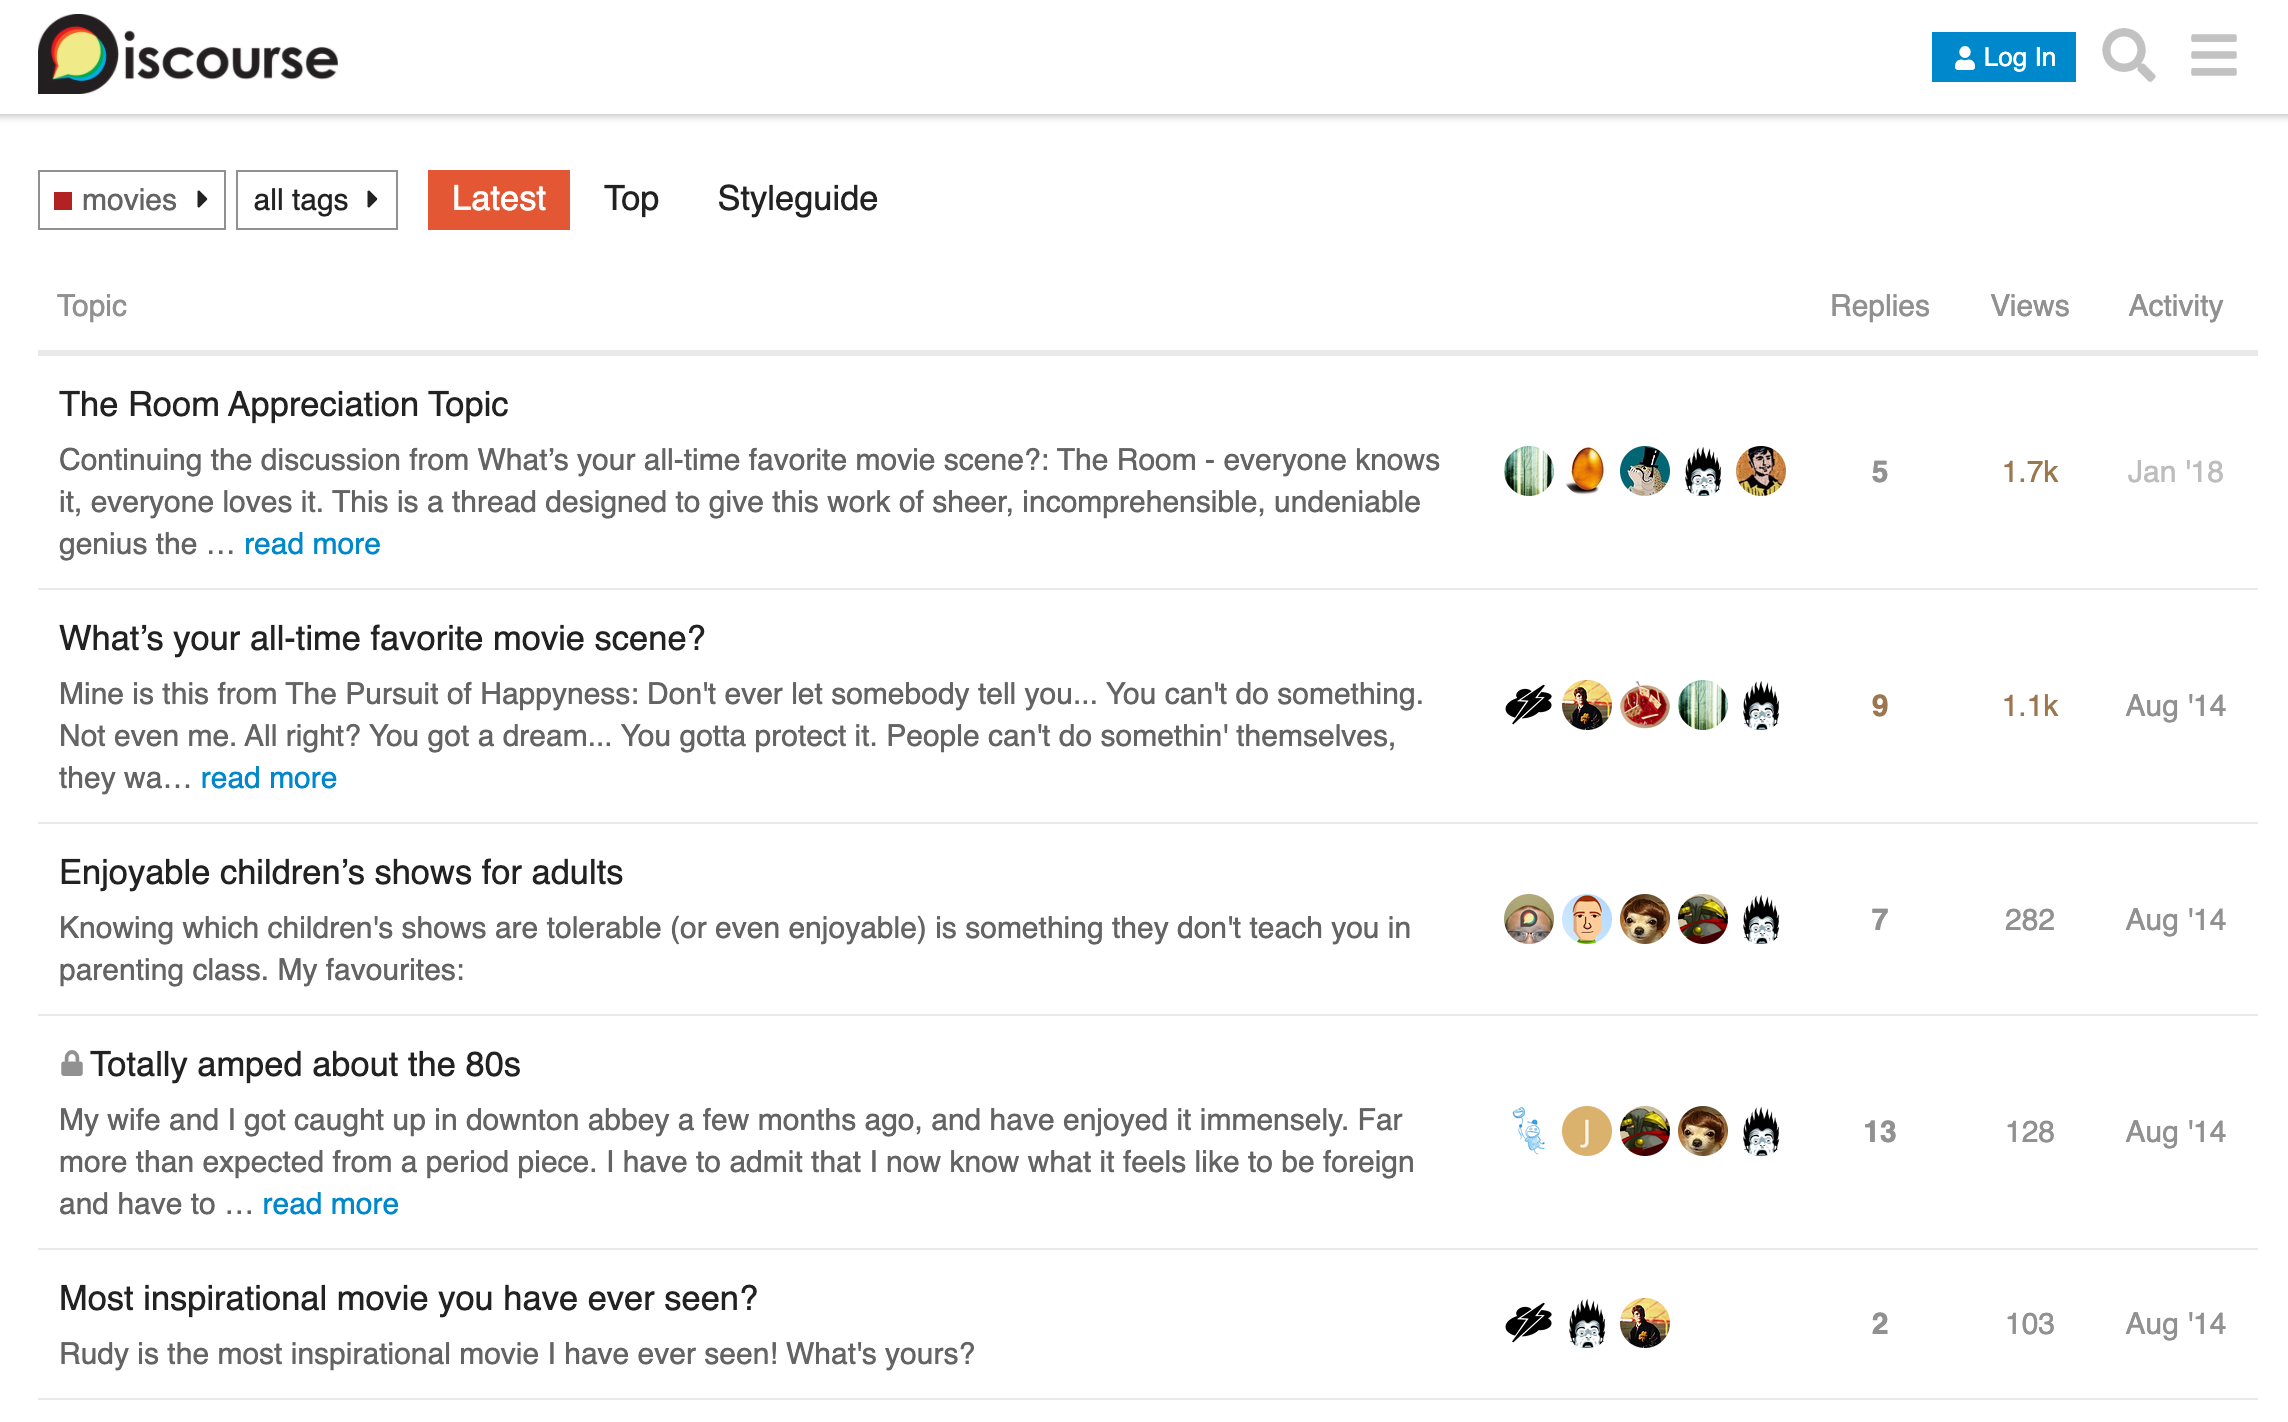 Discourse
Log In
movies
all tags
Latest
Top
Styleguide
Topic
Replies
Views
Activity
The Room Appreciation Topic
Continuing the discussion from What’s your all-time favorite movie scene?: The Room - everyone knows
it, everyone loves it. This is a thread designed to give this work of sheer, incomprehensible, undeniable
genius the … read more
5
1.7k
Jan '18
What’s your all-time favorite movie scene?
Mine is this from The Pursuit of Happyness: Don't ever let somebody tell you... You can't do something.
Not even me. All right? You got a dream... You gotta protect it. People can't do somethin' themselves,
they wa… read more
9
1.1k
Aug '14
Enjoyable children’s shows for adults
Knowing which children's shows are tolerable (or even enjoyable) is something they don't teach you in
parenting class. My favourites:
7
282
Aug '14
Totally amped about the 80s
My wife and I got caught up in downton abbey a few months ago, and have enjoyed it immensely. Far
more than expected from a period piece. I have to admit that I now know what it feels like to be foreign
and have to … read more
J
13
128
Aug '14
Most inspirational movie you have ever seen?
Rudy is the most inspirational movie I have ever seen! What's yours?
2
103
Aug '14